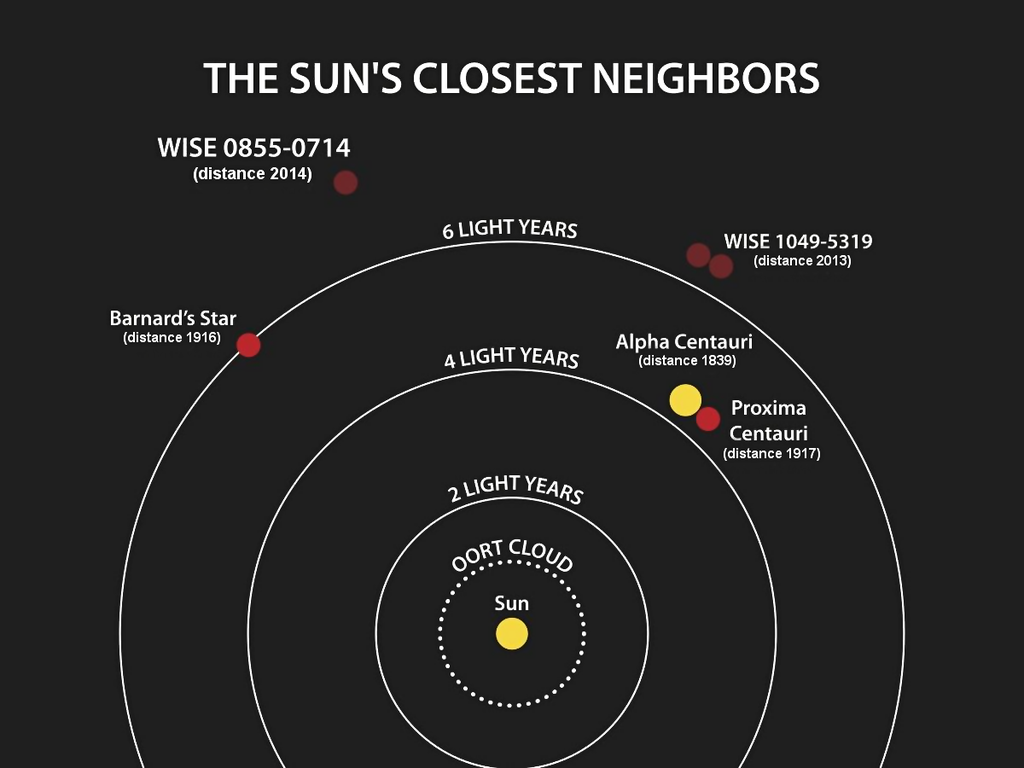 THE SUN'S CLOSEST NEIGHBORS
WISE 0855-0714
(distance 2014)
6 LIGHT YEARS
WISE 1049-5319
(distance 2013)
Barnard’s Star
(distance 1916)
Alpha Centauri
(distance 1839)
4 LIGHT YEARS
Proxima
Centauri
(distance 1917)
2 LIGHT YEARS
OORT CLOUD
Sun